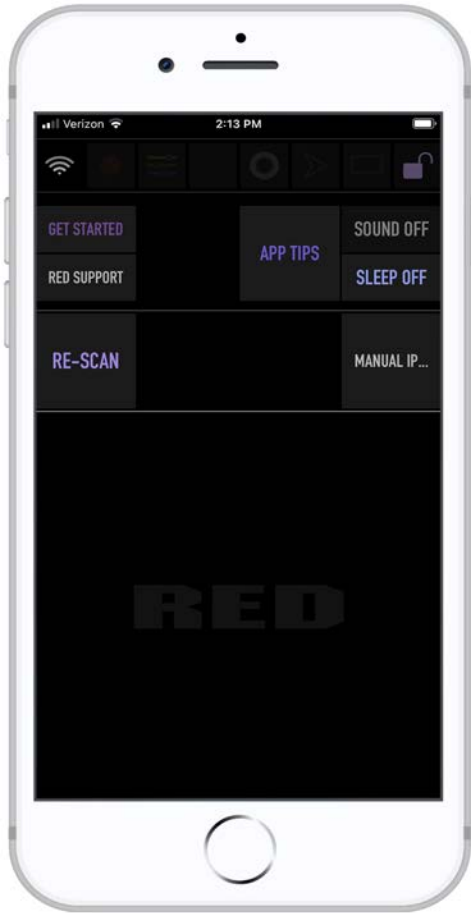 Verizon 2:13 PM
GET STARTED APP TIPS SOUND OFF
RED SUPPORT SLEEP OFF
RE-SCAN MANUAL IP...
RED